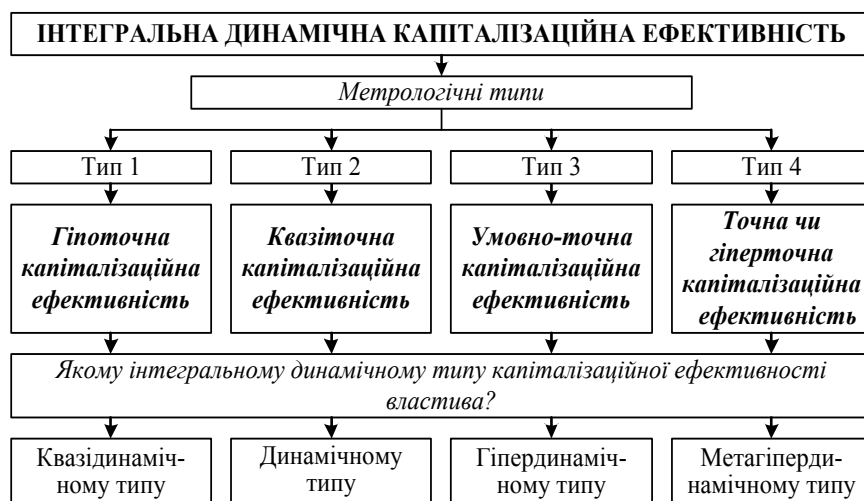 ІНТЕГРАЛЬНА ДИНАМІЧНА КАПІТАЛІЗАЦІЙНА ЕФЕКТИВНІСТЬ
Метрологічні типи
Тип 1
Тип 2
Тип 3
Тип 4
Гіпоточна
капіталізаційна
ефективність
Квазіточна
капіталізаційна
ефективність
Умовно-точна
капіталізаційна
ефективність
Точна чи
гіперточна
капіталізаційна
ефективність
Якому інтегральному динамічному типу капіталізаційної ефективності
властива?
Квазідинаміч-
ному типу
Динамічному
типу
Гіпердинаміч-
ному типу
Метагіперди-
намічному типу